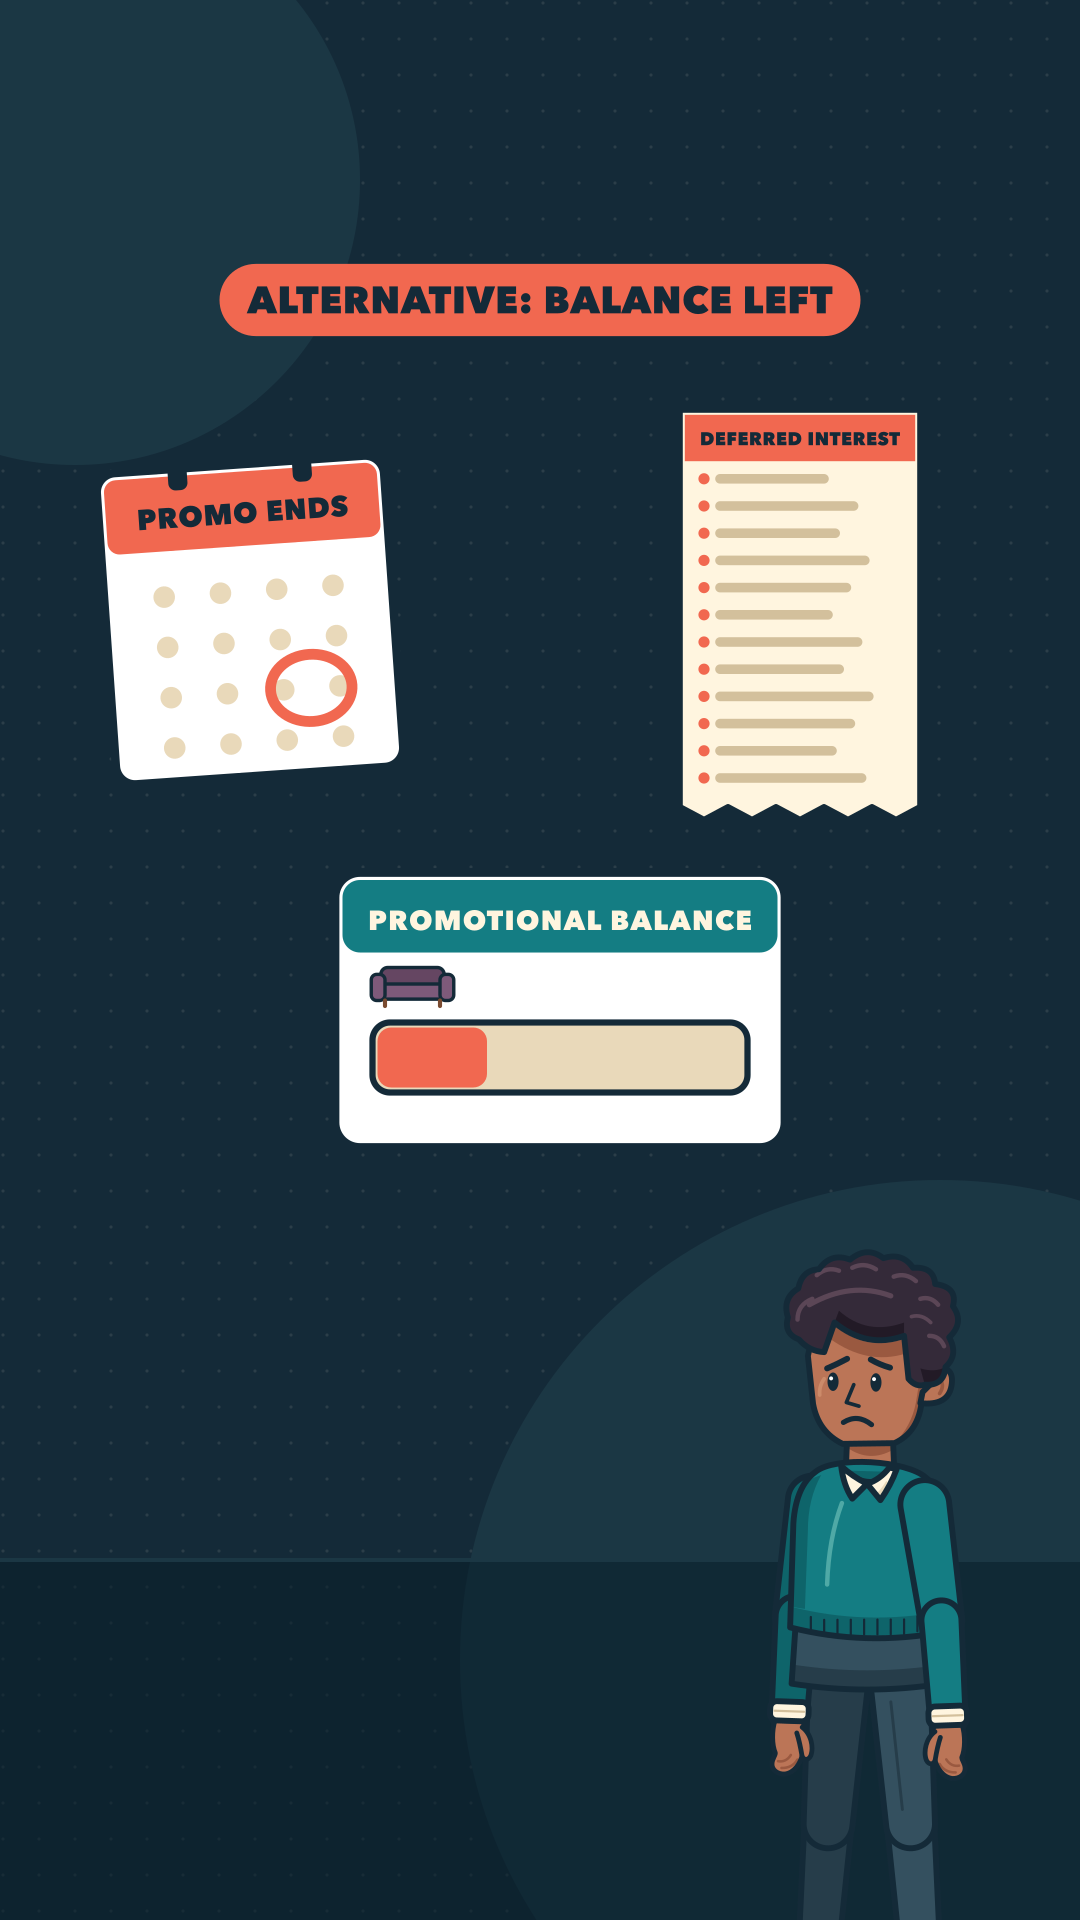 ALTERNATIVE: BALANCE LEFT
DEFERRED INTEREST
PROMO ENDS
PROMOTIONAL BALANCE